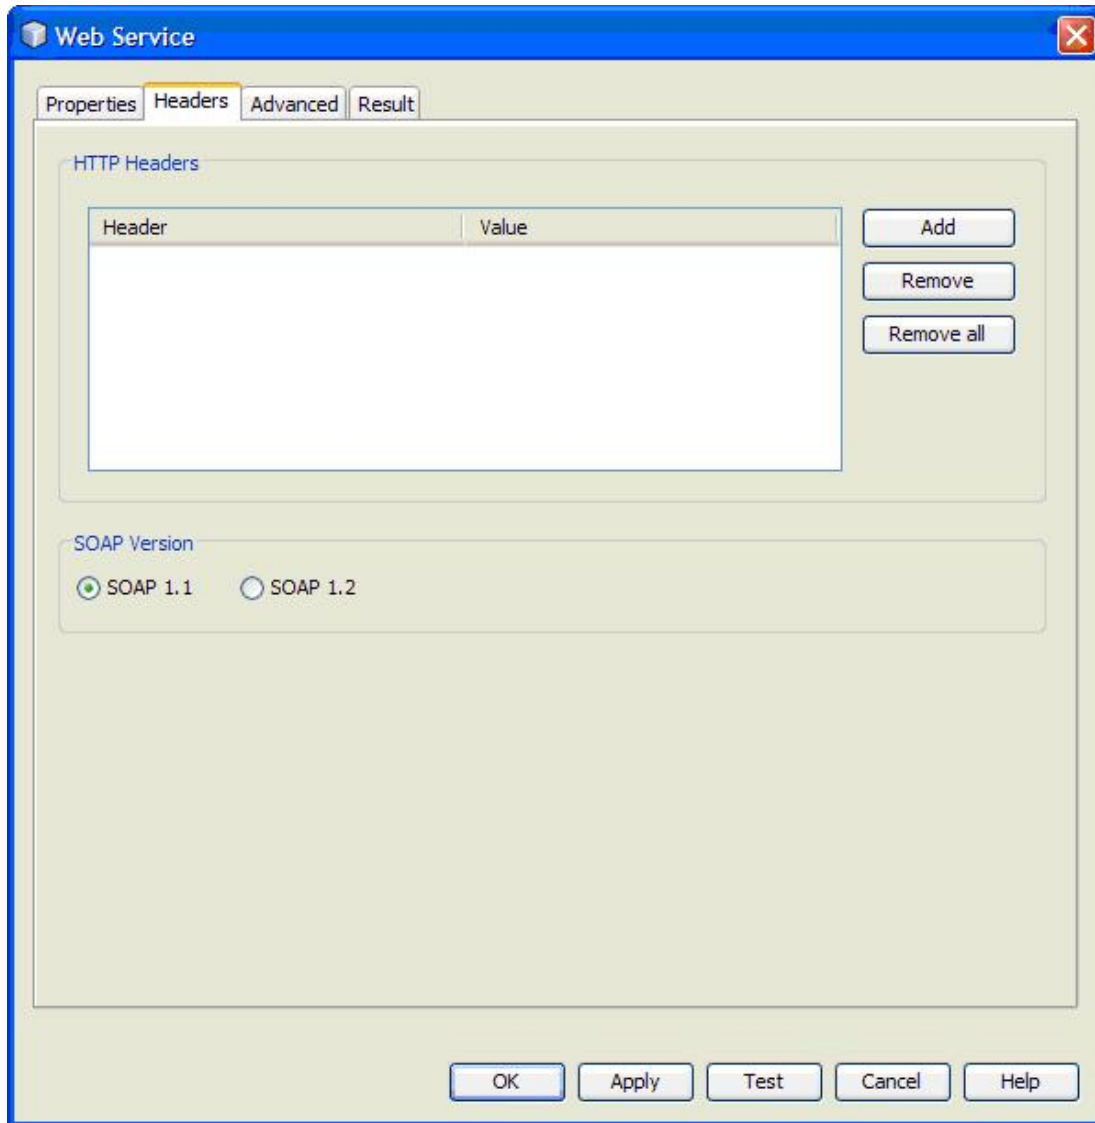 Web Service
Properties Headers Advanced Result
HTTP Headers
Header Value
Add
Remove
Remove all
SOAP Version
SOAP 1.1 SOAP 1.2
OK Apply Test Cancel Help